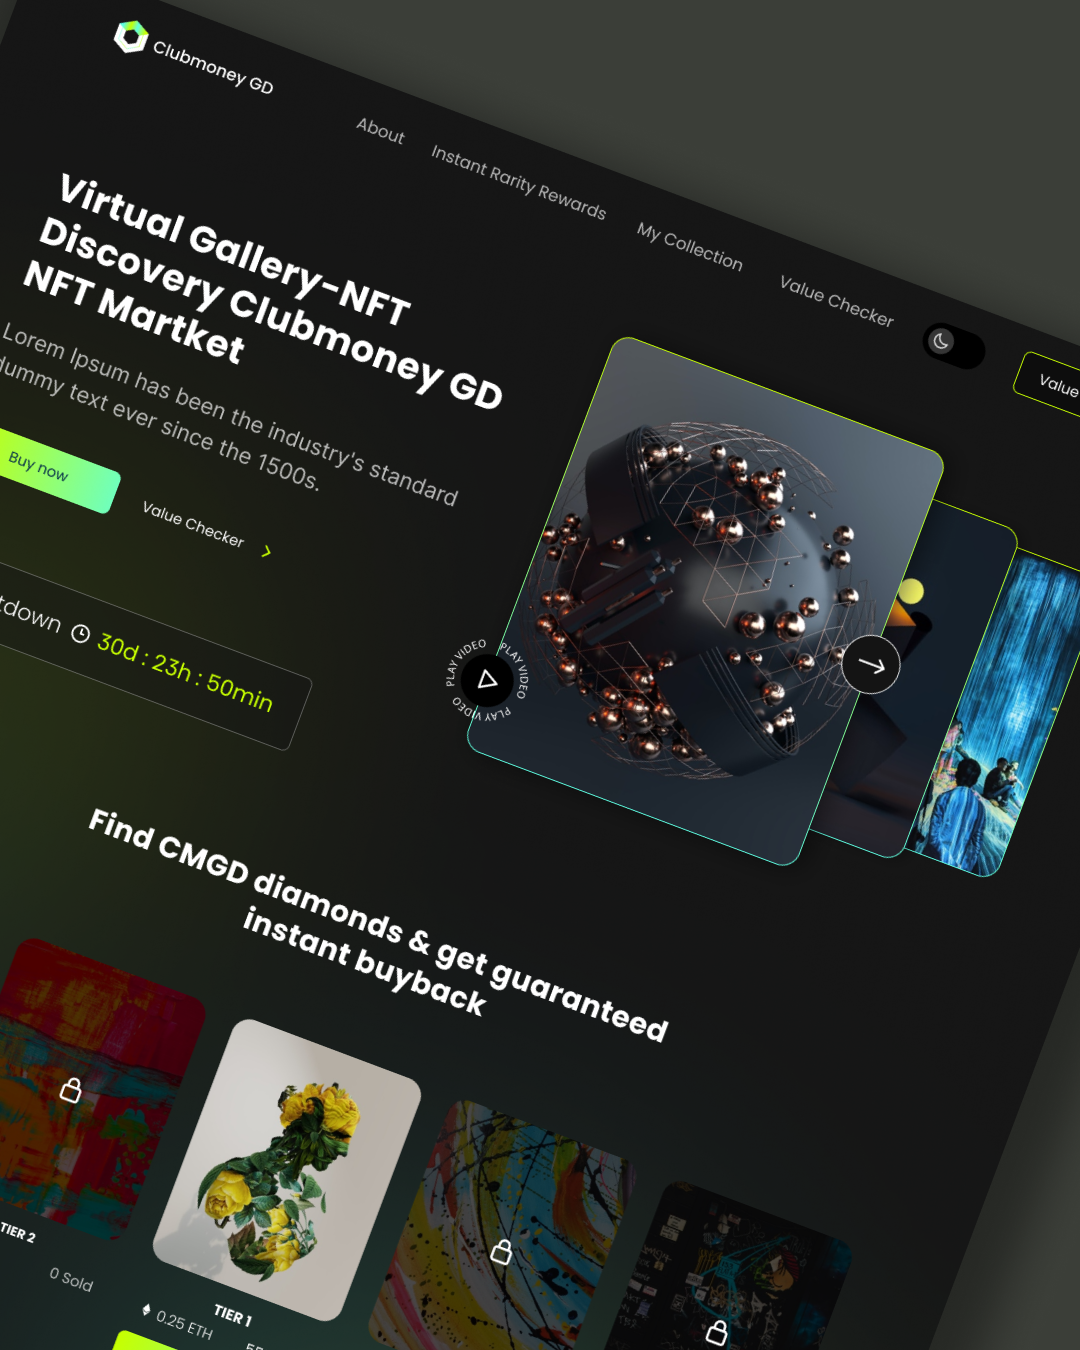 Clubmoney GD
About
Instant Rarity Rewards
My Collection
Value Checker
Value
Virtual Gallery-NFT
Discovery Clubmoney GD
NFT Martket
Lorem Ipsum has been the industry's standard
dummy text ever since the 1500s.
Buy now
Value Checker
tdown 30d : 23h : 50min
PLAY VIDEO PLAY VIDEO PLAY VIDEO
Find CMGD diamonds & get guaranteed
instant buyback
TIER 2
0 Sold
TIER 1
0.25 ETH